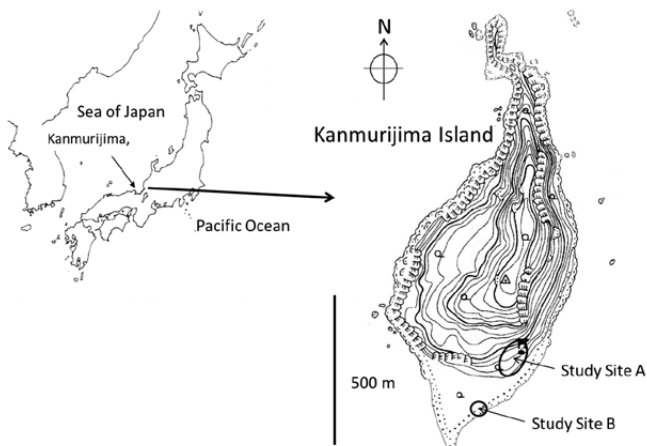 Sea of Japan
Kanmurijima,
Pacific Ocean
N
Kanmurijima Island
500 m
Study Site A
Study Site B